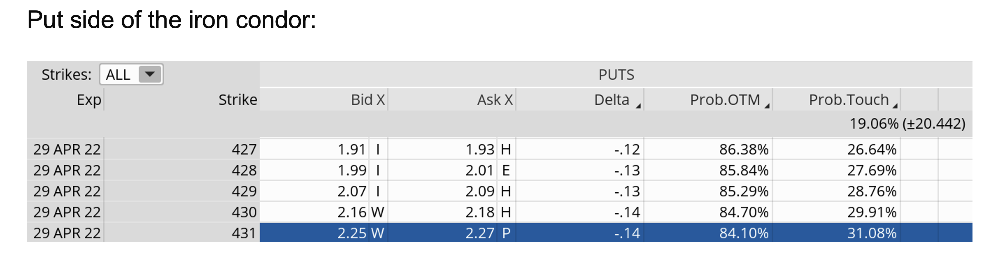 Put side of the iron condor:
Strikes: ALL PUTS
Exp Strike Bid X Ask X Delta Prob.OTM Prob.Touch
19.06% (±20.442)
29 APR 22 427 1.91 I 1.93 H -.12 86.38% 26.64%
29 APR 22 428 1.99 I 2.01 E -.13 85.84% 27.69%
29 APR 22 429 2.07 I 2.09 H -.13 85.29% 28.76%
29 APR 22 430 2.16 W 2.18 H -.14 84.70% 29.91%
29 APR 22 431 2.25 W 2.27 P -.14 84.10% 31.08%